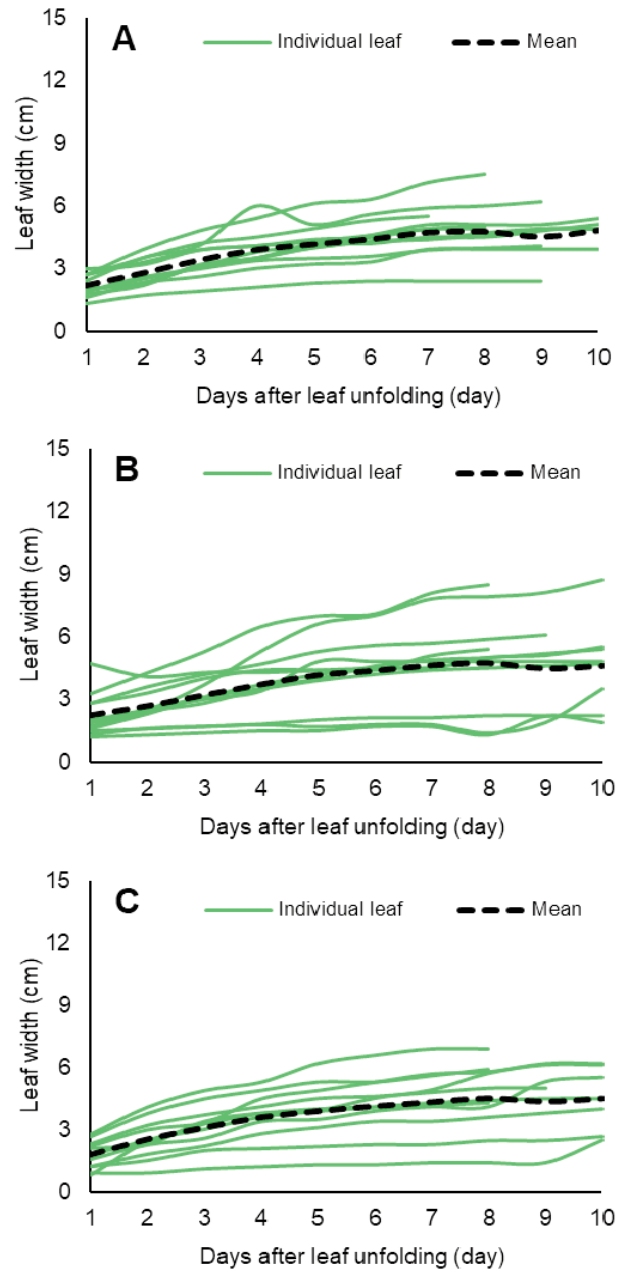 A
Individual leaf
Mean
Leaf width (cm)
15
12
9
6
3
0
1 2 3 4 5 6 7 8 9 10
Days after leaf unfolding (day)
B
Individual leaf
Mean
Leaf width (cm)
15
12
9
6
3
0
1 2 3 4 5 6 7 8 9 10
Days after leaf unfolding (day)
C
Individual leaf
Mean
Leaf width (cm)
15
12
9
6
3
0
1 2 3 4 5 6 7 8 9 10
Days after leaf unfolding (day)